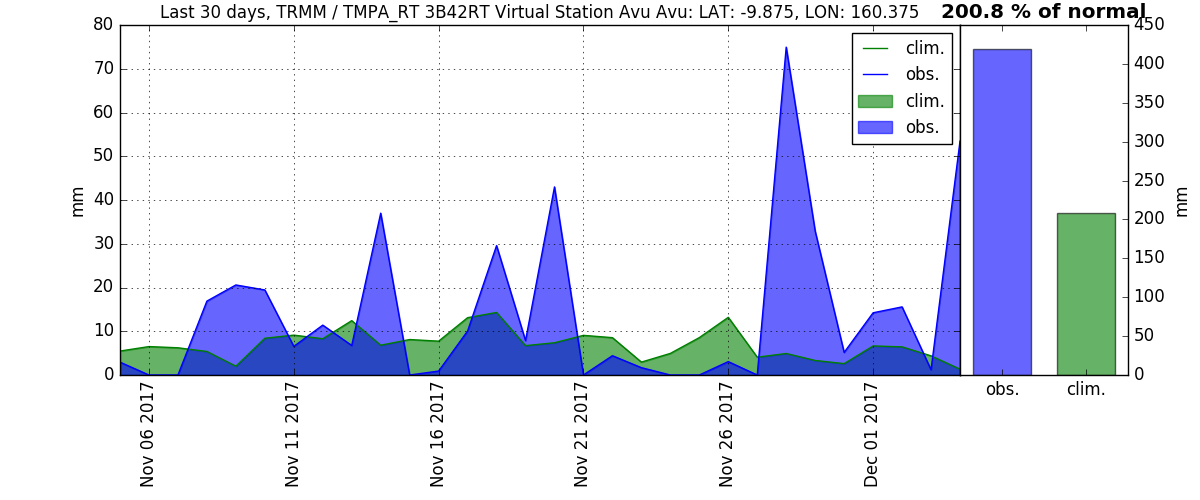 Last 30 days, TRMM / TMPA_RT 3B42RT Virtual Station Avu Avu: LAT: -9.875, LON: 160.375
200.8 % of normal
80
70
60
50
40
30
20
10
0
mm
clim.
obs.
clim.
obs.
450
400
350
300
250
200
150
100
50
0
mm
Nov 06 2017
Nov 11 2017
Nov 16 2017
Nov 21 2017
Nov 26 2017
Dec 01 2017
obs.
clim.